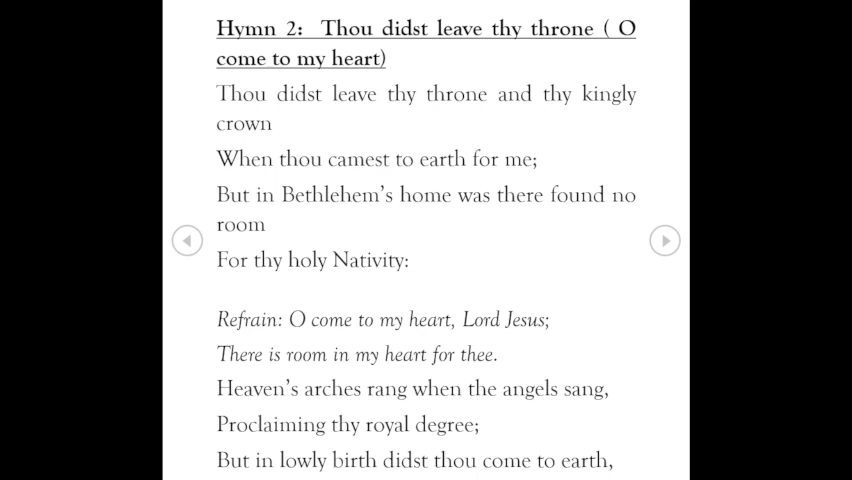 Hymn 2:  Thou didst leave thy throne ( O
come to my heart)
Thou didst leave thy throne and thy kingly
crown
When thou camest to earth for me;
But in Bethlehem’s home was there found no
room
For thy holy Nativity:
Refrain: O come to my heart, Lord Jesus;
There is room in my heart for thee.
Heaven’s arches rang when the angels sang,
Proclaiming thy royal degree;
But in lowly birth didst thou come to earth,